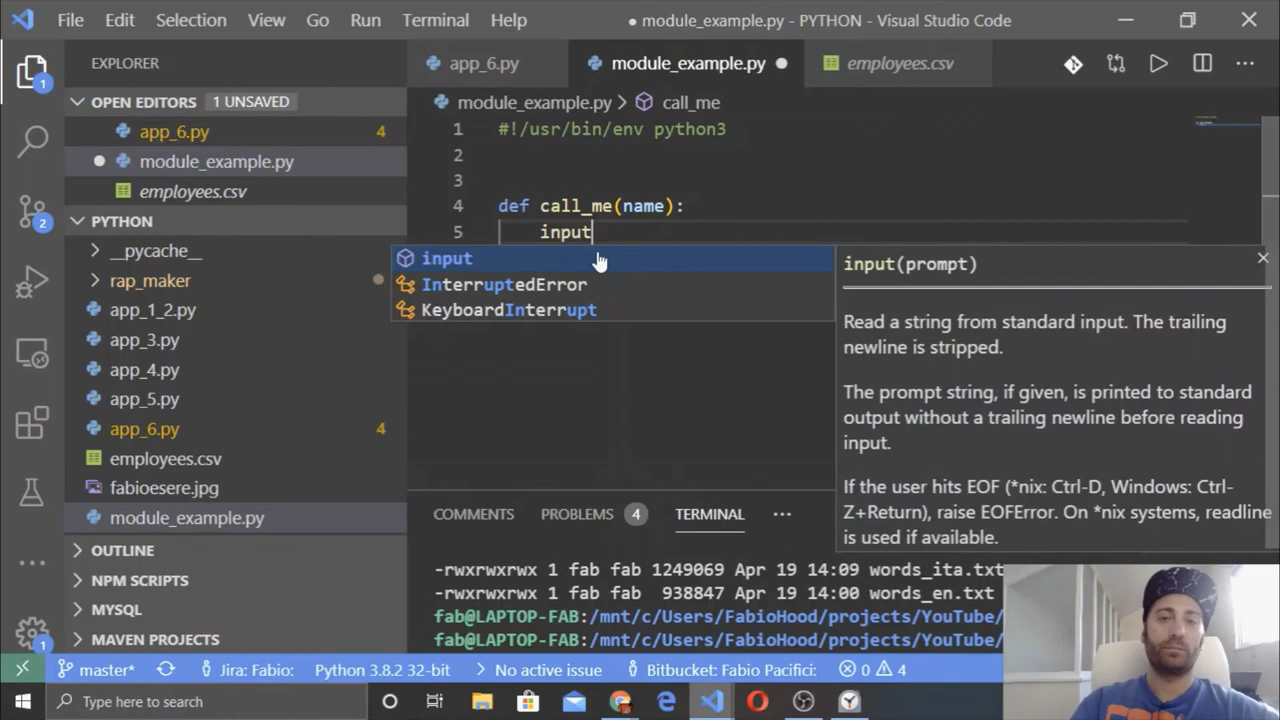 File Edit Selection View Go Run Terminal Help
● module_example.py - PYTHON - Visual Studio Code
EXPLORER
OPEN EDITORS 1 UNSAVED
app_6.py 4
module_example.py
employees.csv
PYTHON
__pycache__
rap_maker
app_1_2.py
app_3.py
app_4.py
app_5.py
app_6.py 4
employees.csv
fabioesere.jpg
module_example.py
OUTLINE
NPM SCRIPTS
MYSQL
MAVEN PROJECTS
1
2
1
app_6.py module_example.py employees.csv
module_example.py > call_me
1 #!/usr/bin/env python3
2
3
4 def call_me(name):
5 input
input
InterruptedError
KeyboardInterrupt
input(prompt)
Read a string from standard input. The trailing
newline is stripped.
The prompt string, if given, is printed to standard
output without a trailing newline before reading
input.
If the user hits EOF (*nix: Ctrl-D, Windows: Ctrl-
Z+Return), raise EOFError. On *nix systems, readline
is used if available.
COMMENTS PROBLEMS 4 TERMINAL ...
-rwxrwxrwx 1 fab fab 1249069 Apr 19 14:09 words_ita.txt
-rwxrwxrwx 1 fab fab 938847 Apr 19 14:00 words_en.txt
fab@LAPTOP-FAB:/mnt/c/Users/FabioHood/projects/YouTube/
fab@LAPTOP-FAB:/mnt/c/Users/FabioHood/projects/YouTube/
master* Jira: Fabio: Python 3.8.2 32-bit No active issue Bitbucket: Fabio Pacifici: 0 4
Type here to search